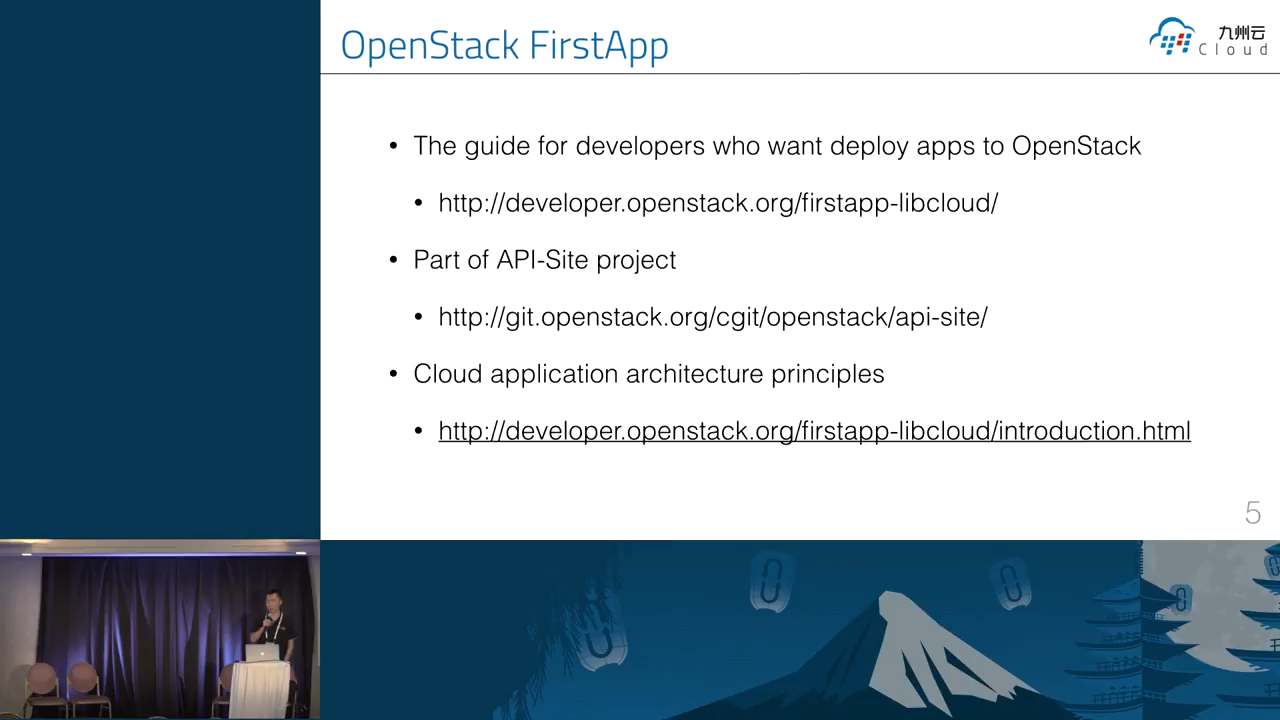 OpenStack FirstApp
九州云
Cloud
• The guide for developers who want deploy apps to OpenStack
• http://developer.openstack.org/firstapp-libcloud/
• Part of API-Site project
• http://git.openstack.org/cgit/openstack/api-site/
• Cloud application architecture principles
• http://developer.openstack.org/firstapp-libcloud/introduction.html
5